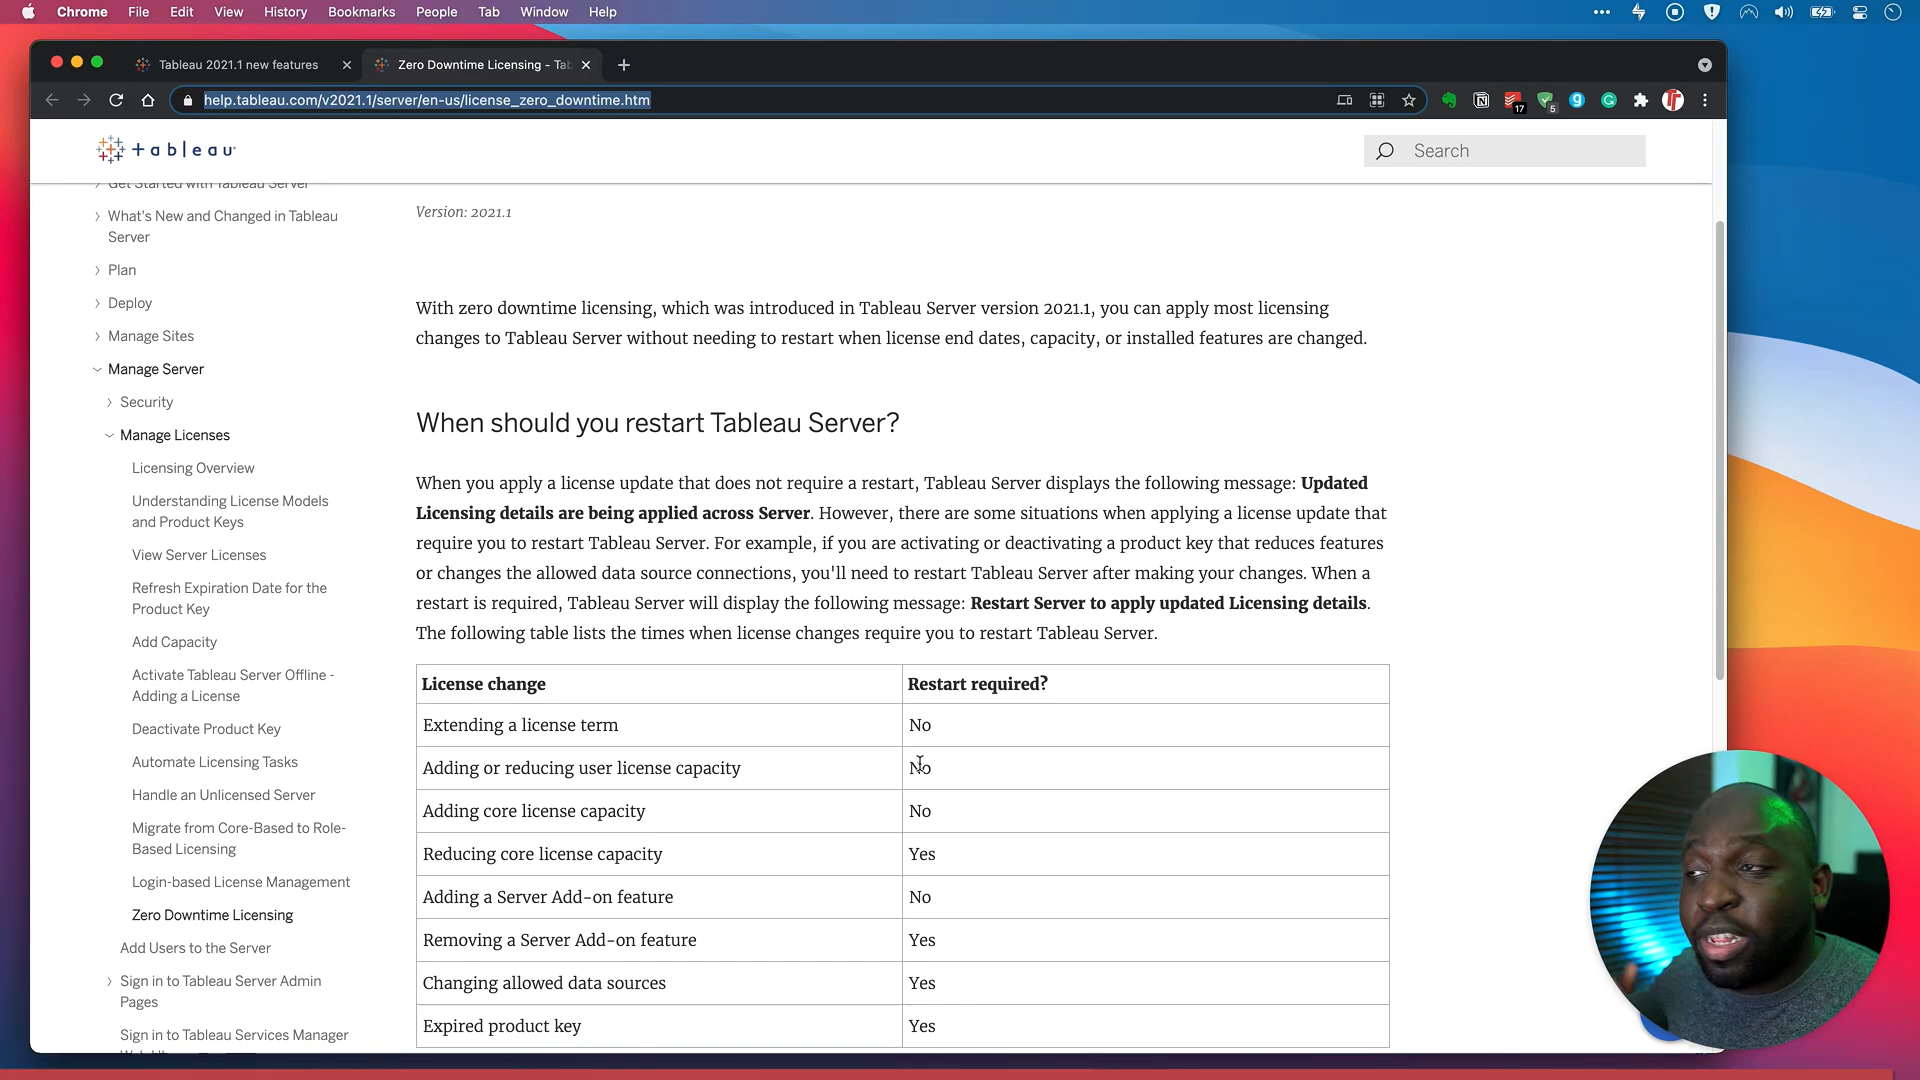 Chrome File Edit View History Bookmarks People Tab Window Help
Tableau 2021.1 new features
Zero Downtime Licensing - Tab
help.tableau.com/v2021.1/server/en-us/license_zero_downtime.htm
17
5
+ableau
Search
Get Started with Tableau Server
What's New and Changed in Tableau
Server
Plan
Deploy
Manage Sites
Manage Server
Security
Manage Licenses
Licensing Overview
Understanding License Models
and Product Keys
View Server Licenses
Refresh Expiration Date for the
Product Key
Add Capacity
Activate Tableau Server Offline -
Adding a License
Deactivate Product Key
Automate Licensing Tasks
Handle an Unlicensed Server
Migrate from Core-Based to Role-
Based Licensing
Login-based License Management
Zero Downtime Licensing
Add Users to the Server
Sign in to Tableau Server Admin
Pages
Sign in to Tableau Services Manager
Version: 2021.1
With zero downtime licensing, which was introduced in Tableau Server version 2021.1, you can apply most licensing
changes to Tableau Server without needing to restart when license end dates, capacity, or installed features are changed.
When should you restart Tableau Server?
When you apply a license update that does not require a restart, Tableau Server displays the following message: Updated
Licensing details are being applied across Server. However, there are some situations when applying a license update that
require you to restart Tableau Server. For example, if you are activating or deactivating a product key that reduces features
or changes the allowed data source connections, you'll need to restart Tableau Server after making your changes. When a
restart is required, Tableau Server will display the following message: Restart Server to apply updated Licensing details.
The following table lists the times when license changes require you to restart Tableau Server.
License change Restart required?
Extending a license term No
Adding or reducing user license capacity No
Adding core license capacity No
Reducing core license capacity Yes
Adding a Server Add-on feature No
Removing a Server Add-on feature Yes
Changing allowed data sources Yes
Expired product key Yes